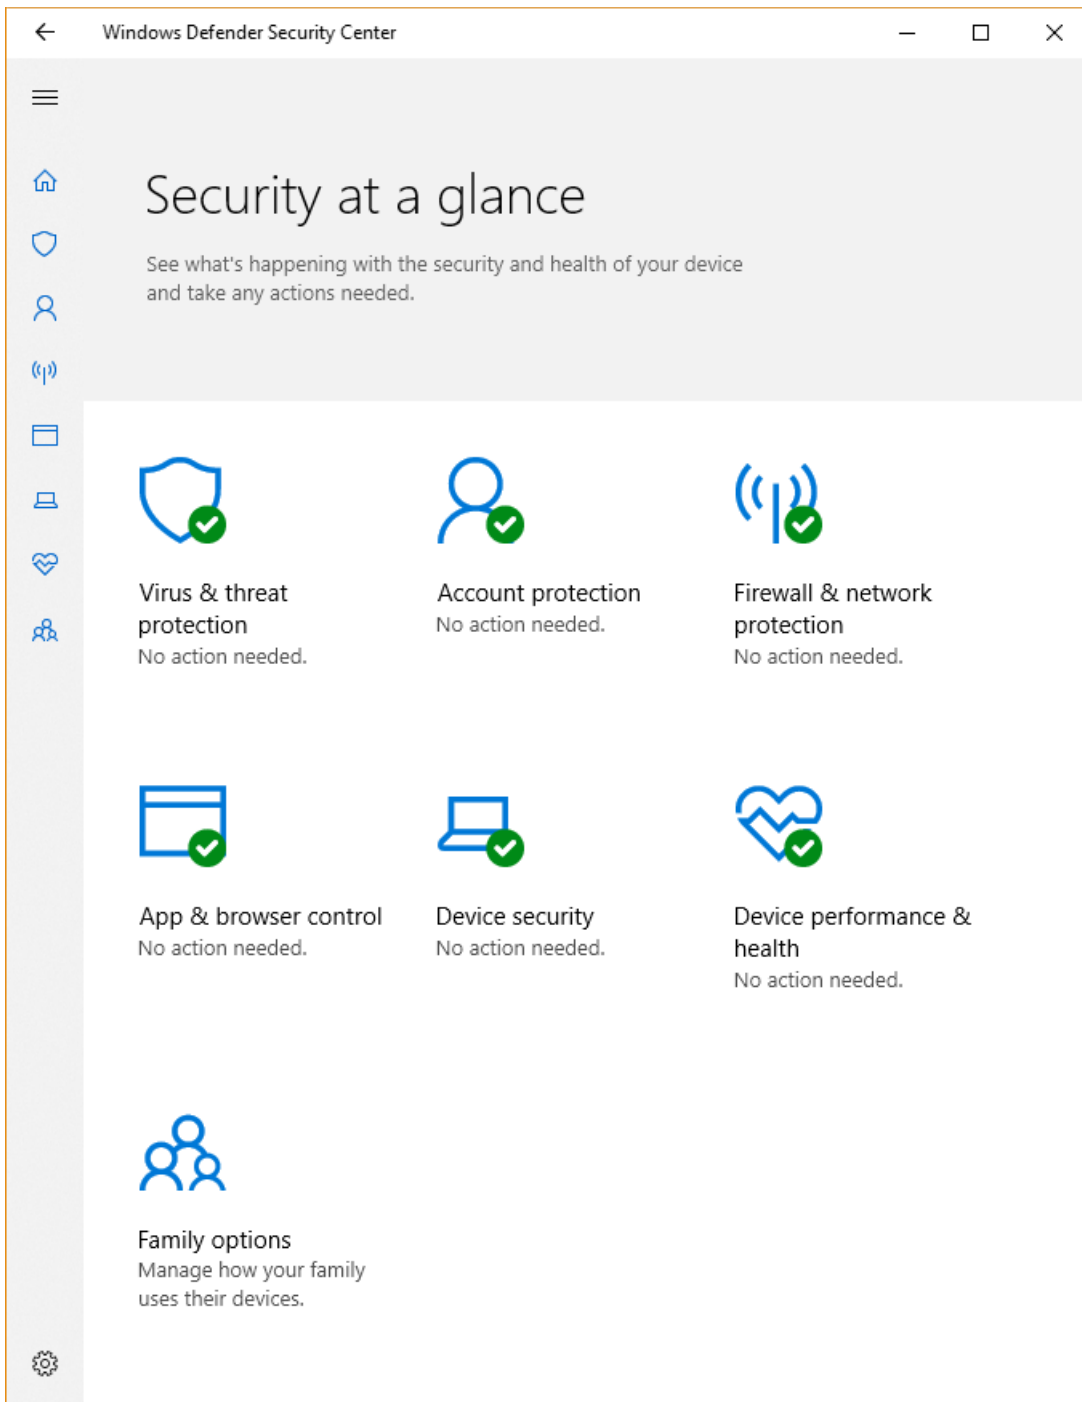 Windows Defender Security Center
Security at a glance
See what's happening with the security and health of your device
and take any actions needed.
Virus & threat
protection
No action needed.
Account protection
No action needed.
Firewall & network
protection
No action needed.
App & browser control
No action needed.
Device security
No action needed.
Device performance &
health
No action needed.
Family options
Manage how your family
uses their devices.